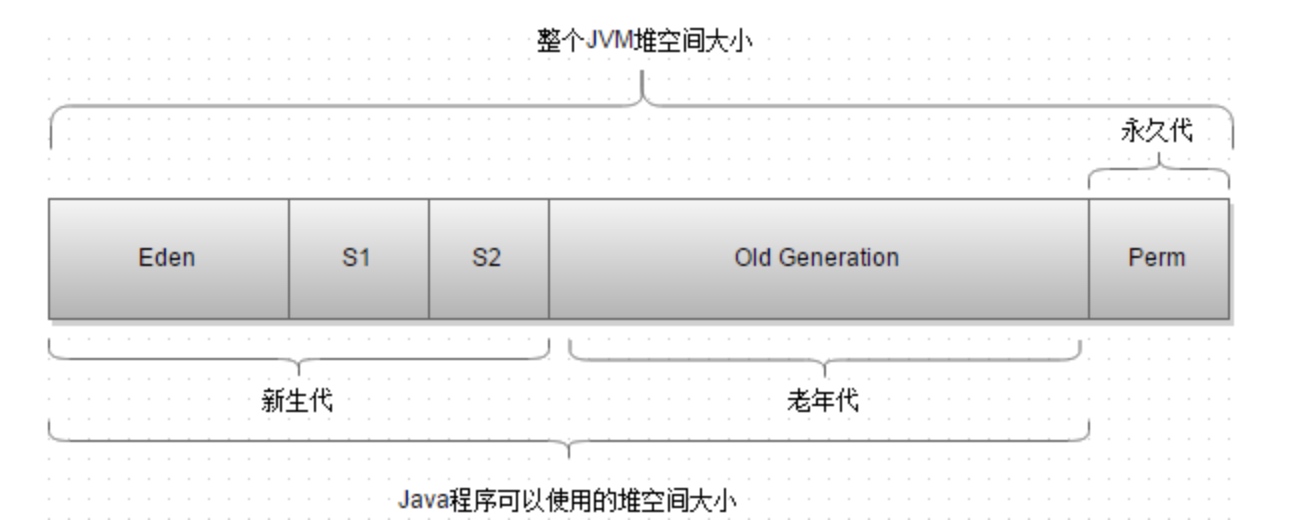 整个JVM堆空间大小
永久代
Eden
S1
S2
Old Generation
Perm
新生代
老年代
Java程序可以使用的堆空间大小